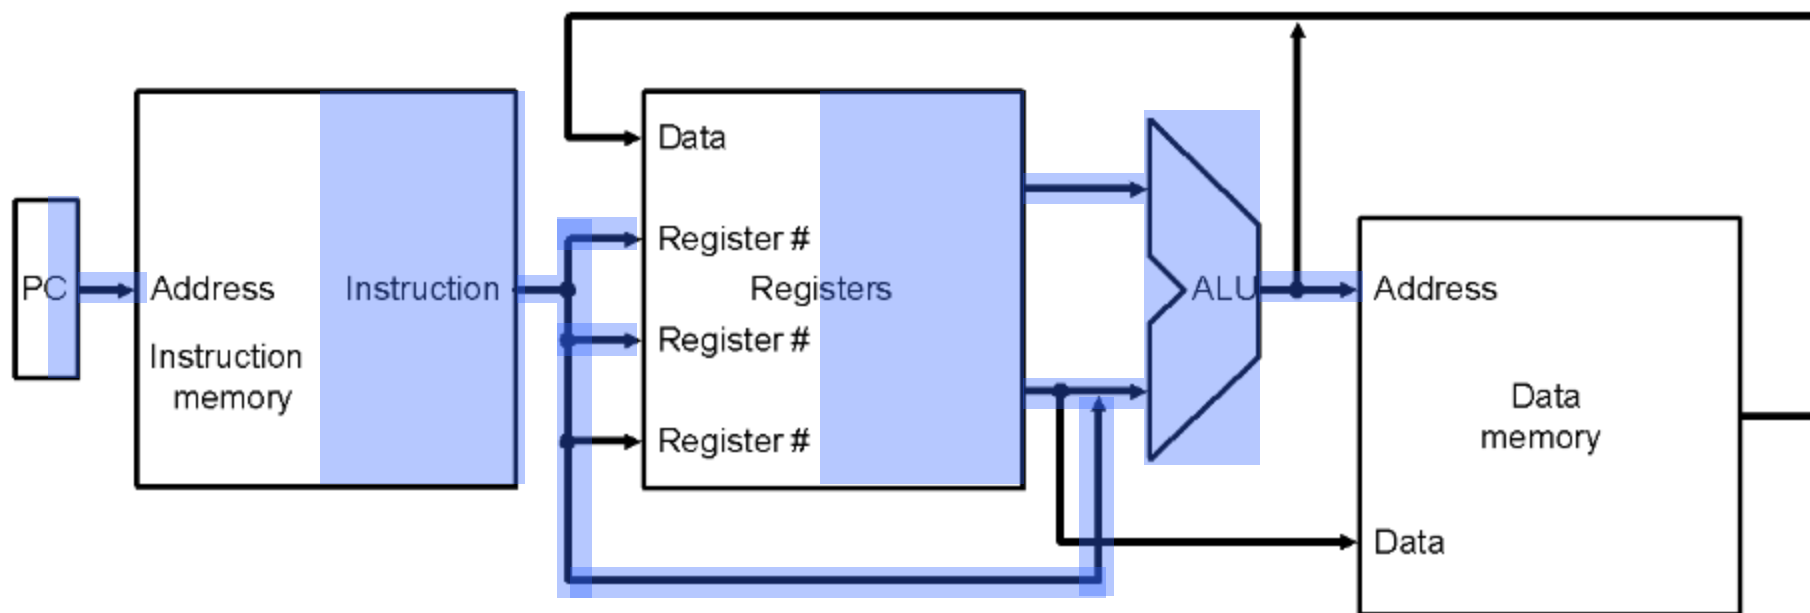 Data
Register #
PC
Address
Instruction
Registers
ALU
Address
Instruction
memory
Register #
Data
memory
Register #
Data